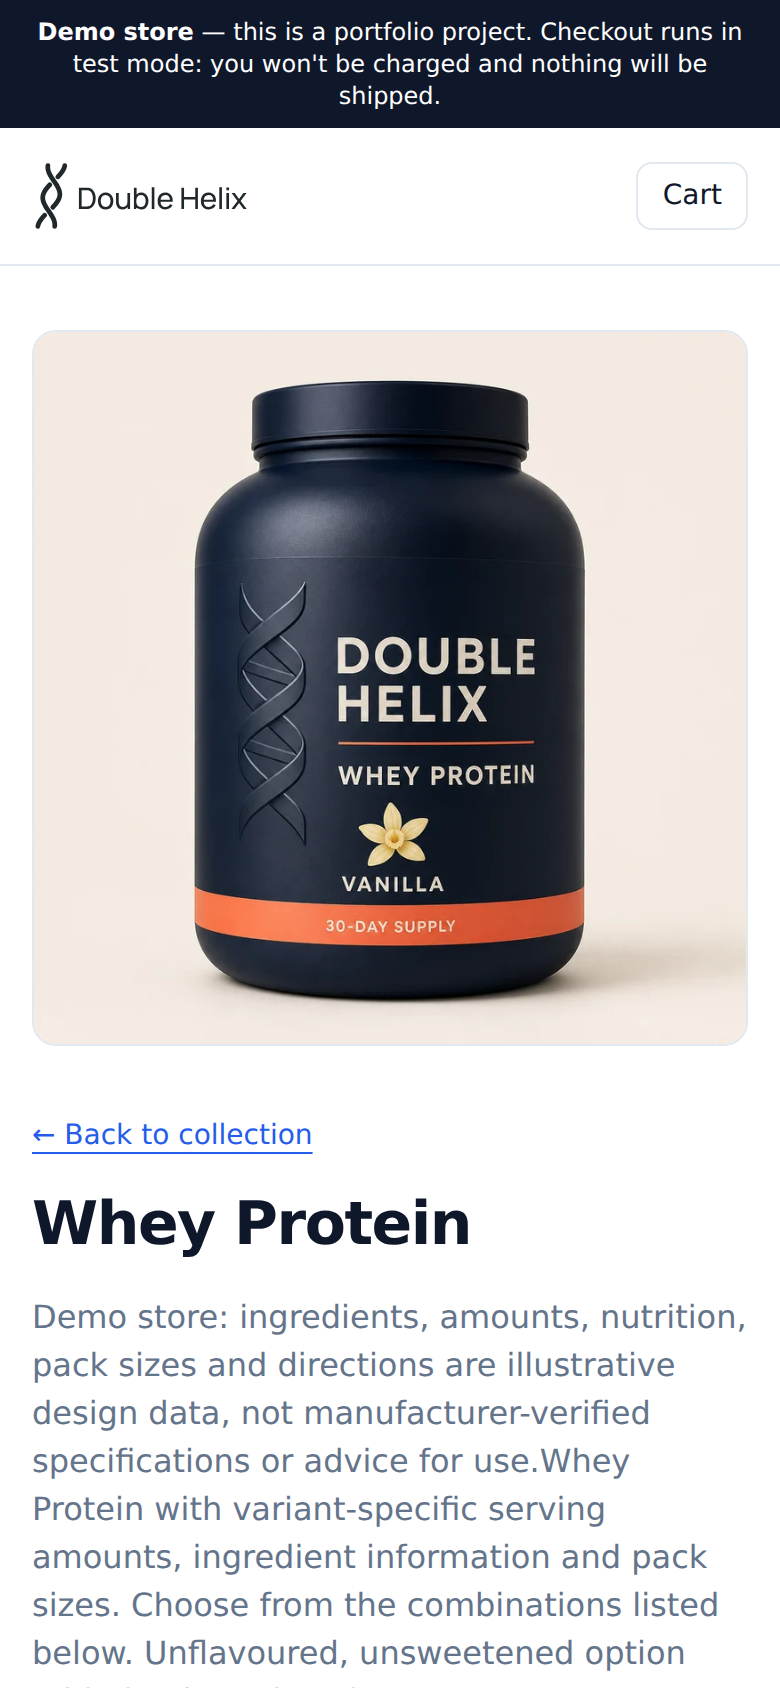 Demo store — this is a portfolio project. Checkout runs in
test mode: you won't be charged and nothing will be
shipped.
Double Helix
Cart
DOUBLE
HELIX
WHEY PROTEIN
VANILLA
30-DAY SUPPLY
← Back to collection
Whey Protein
Demo store: ingredients, amounts, nutrition,
pack sizes and directions are illustrative
design data, not manufacturer-verified
specifications or advice for use.Whey
Protein with variant-specific serving
amounts, ingredient information and pack
sizes. Choose from the combinations listed
below. Unflavoured, unsweetened option